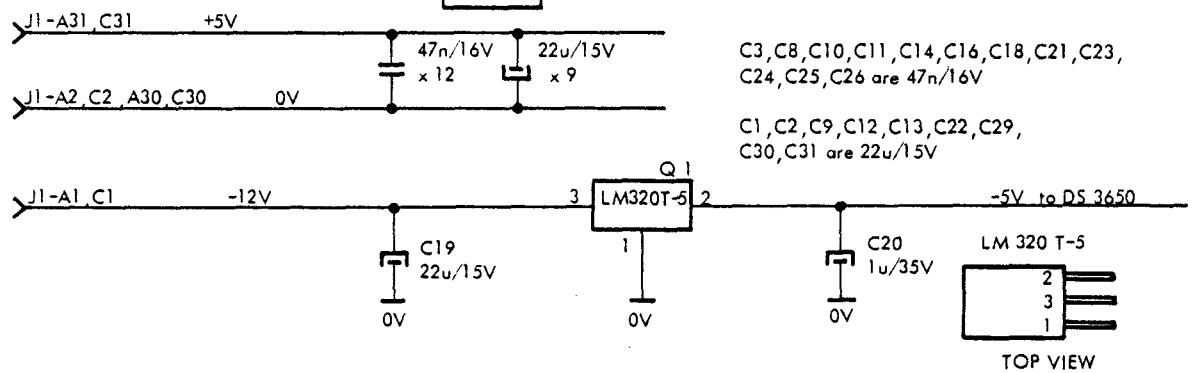 J1-A31,C31 +5V
47n/16V
x 12
22u/15V
x 9
J1-A2,C2,A30,C30 0V
C3,C8,C10,C11,C14,C16,C18,C21,C23,
C24,C25,C26 are 47n/16V
C1,C2,C9,C12,C13,C22,C29,
C30,C31 are 22u/15V
J1-A1,C1 -12V
Q 1
3 LM320T-5 2
1
-5V to DS 3650
C19
22u/15V
0V
0V
C20
1u/35V
0V
LM 320 T-5
2
3
1
TOP VIEW